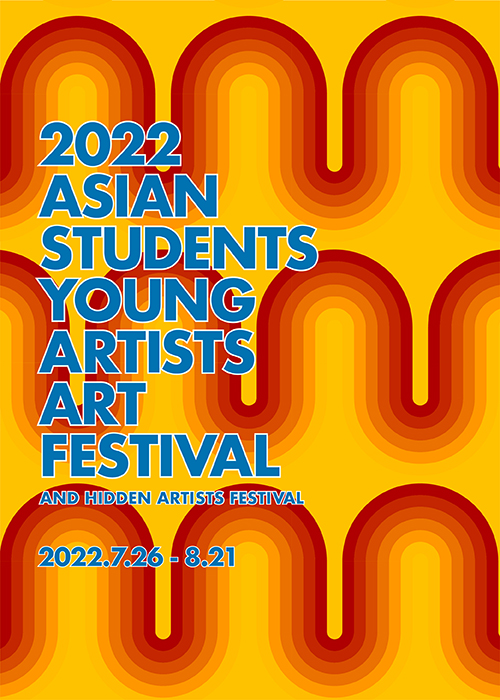 2022
ASIAN
STUDENTS
YOUNG
ARTISTS
ART
FESTIVAL
AND HIDDEN ARTISTS FESTIVAL
2022.7.26 - 8.21